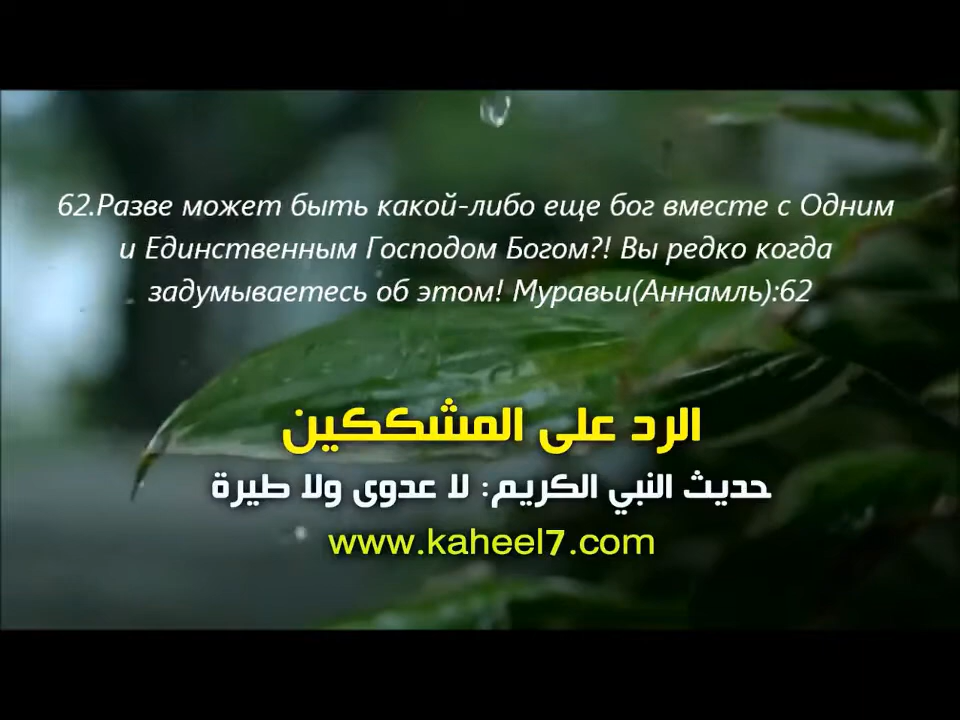 62.Разве может быть какой-либо еще бог вместе с Одним
и Единственным Господом Богом?! Вы редко когда
задумываетесь об этом! Муравьи(Аннамль):62
الرد على المشككين
حديث النبي الكريم: لا عدوى ولا طيرة
www.kaheel7.com